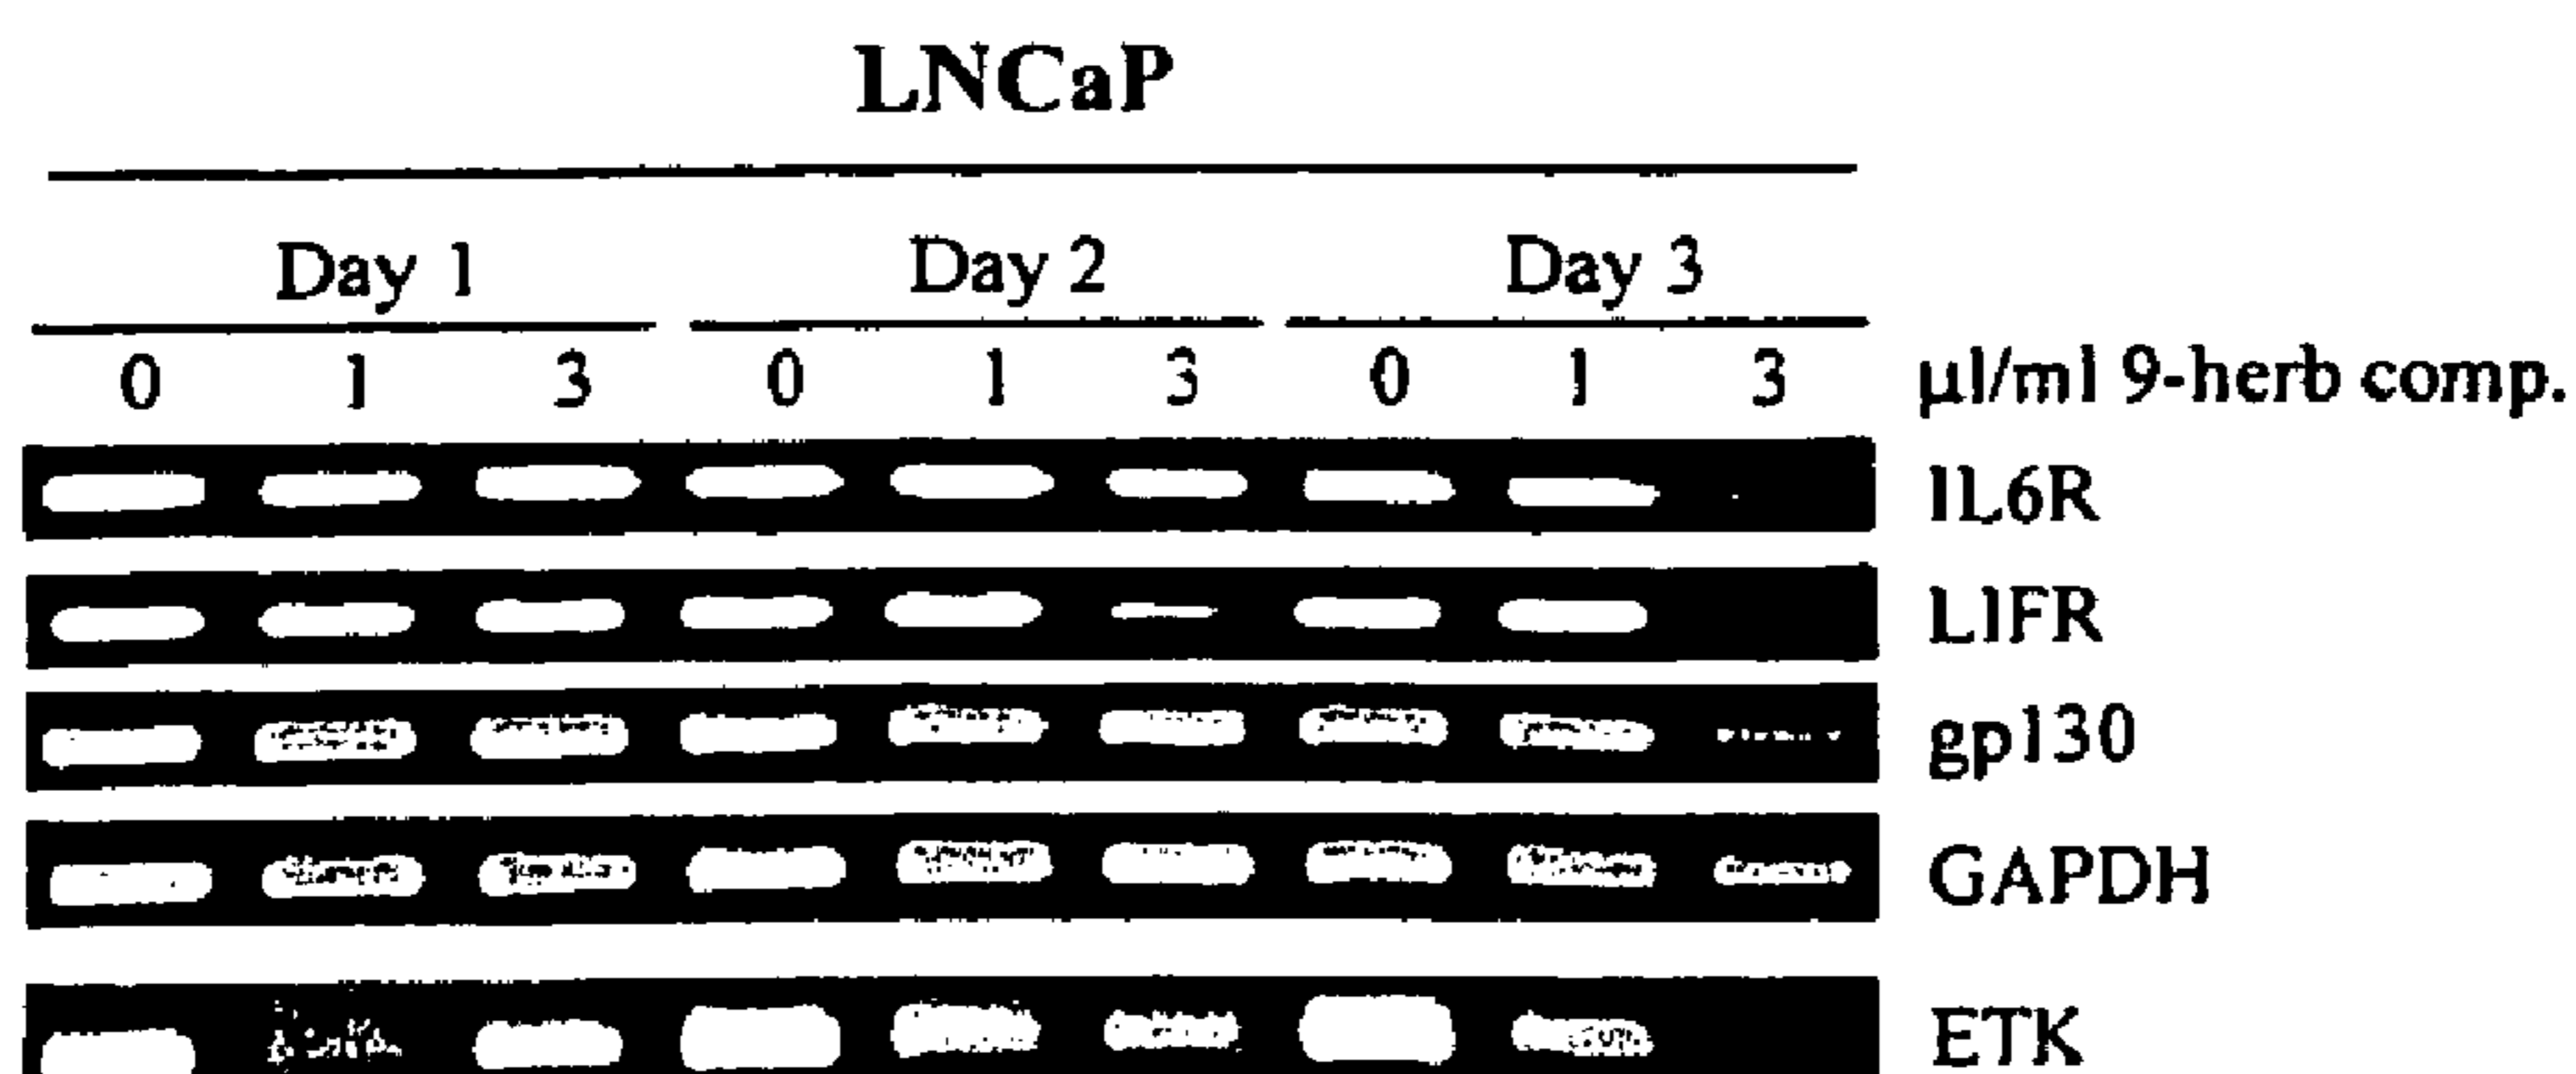 LNCaP
Day 1 Day 2 Day 3
0 1 3 0 1 3 0 1 3 µl/ml 9-herb comp.
IL6R
LIFR
gp130
GAPDH
ETK